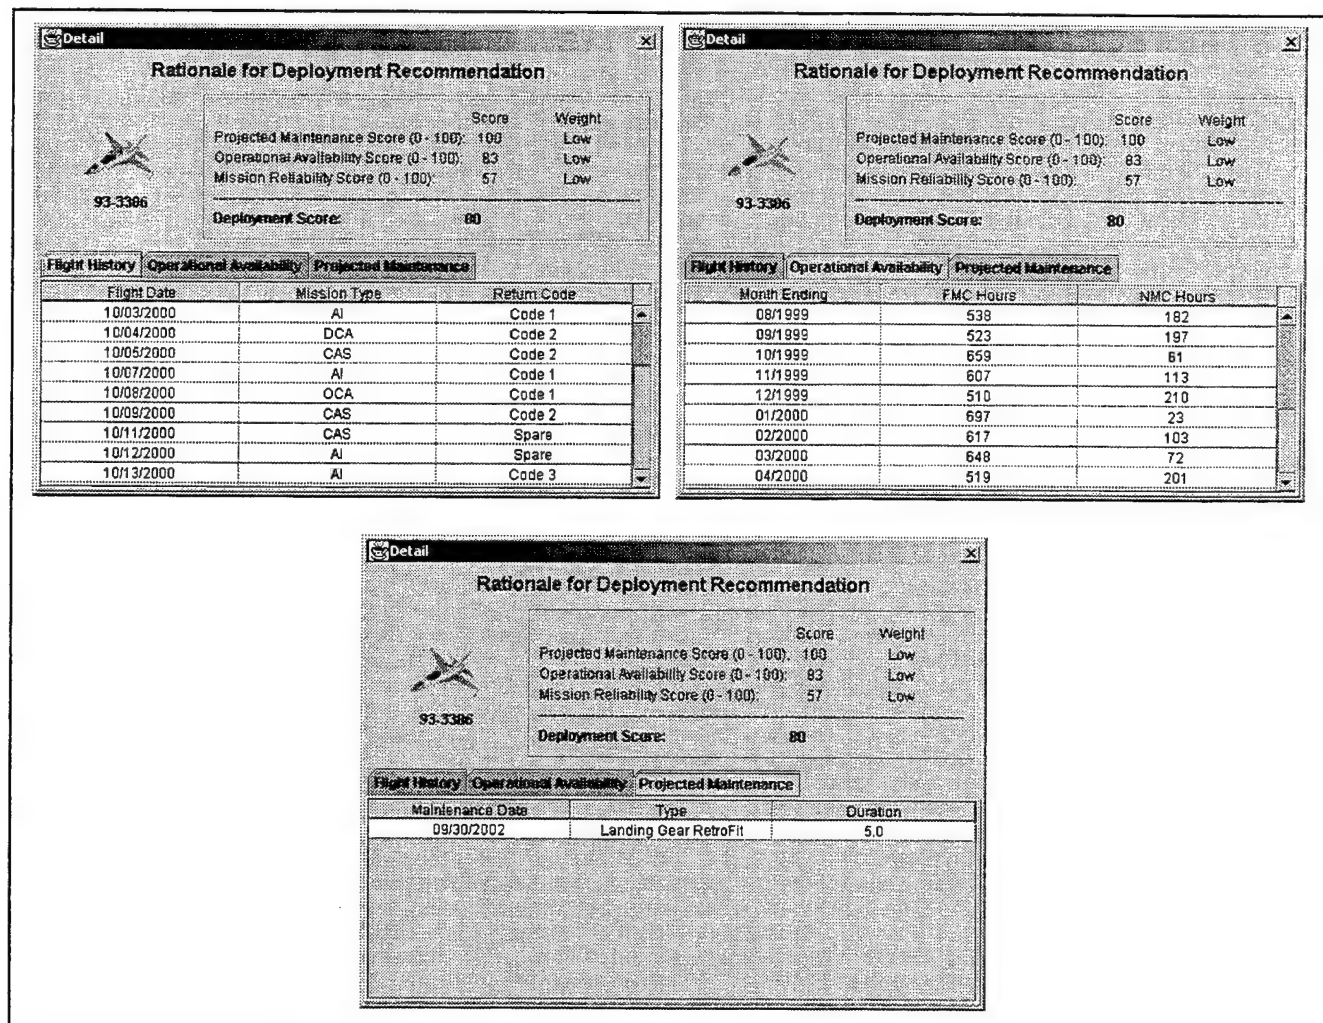 Detail
Rationale for Deployment Recommendation
Score Weight
Projected Maintenance Score (0 - 100): 100 Low
Operational Availability Score (0 - 100): 83 Low
Mission Reliability Score (0 - 100): 57 Low
93-3386
Deployment Score: 80
Flight History Operational Availability Projected Maintenance
Flight Date Mission Type Return Code
10/03/2000 AI Code 1
10/04/2000 DCA Code 2
10/05/2000 CAS Code 2
10/07/2000 AI Code 1
10/08/2000 OCA Code 1
10/09/2000 CAS Code 2
10/11/2000 CAS Spare
10/12/2000 AI Spare
10/13/2000 AI Code 3
Detail
Rationale for Deployment Recommendation
Score Weight
Projected Maintenance Score (0 - 100): 100 Low
Operational Availability Score (0 - 100): 83 Low
Mission Reliability Score (0 - 100): 57 Low
93-3386
Deployment Score: 80
Flight History Operational Availability Projected Maintenance
Month Ending FMC Hours NMC Hours
08/1999 538 182
09/1999 523 197
10/1999 659 61
11/1999 607 113
12/1999 510 210
01/2000 697 23
02/2000 617 103
03/2000 648 72
04/2000 519 201
Detail
Rationale for Deployment Recommendation
Score Weight
Projected Maintenance Score (0 - 100): 100 Low
Operational Availability Score (0 - 100): 83 Low
Mission Reliability Score (0 - 100): 57 Low
93-3386
Deployment Score: 80
Flight History Operational Availability Projected Maintenance
Maintenance Date Type Duration
09/30/2002 Landing Gear RetroFit 5.0